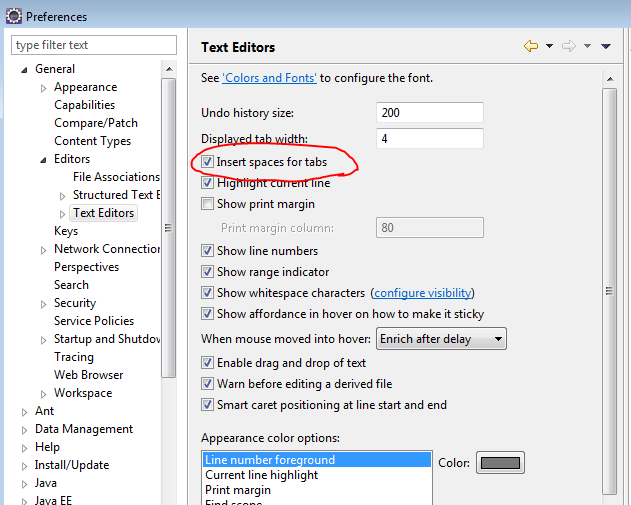 Preferences
type filter text
General
Appearance
Capabilities
Compare/Patch
Content Types
Editors
File Associations
Structured Text E
Text Editors
Keys
Network Connection
Perspectives
Search
Security
Service Policies
Startup and Shutdow
Tracing
Web Browser
Workspace
Ant
Data Management
Help
Install/Update
Java
Java EE
Text Editors
See 'Colors and Fonts' to configure the font.
Undo history size: 200
Displayed tab width: 4
Insert spaces for tabs
Highlight current line
Show print margin
Print margin column: 80
Show line numbers
Show range indicator
Show whitespace characters (configure visibility)
Show affordance in hover on how to make it sticky
When mouse moved into hover: Enrich after delay
Enable drag and drop of text
Warn before editing a derived file
Smart caret positioning at line start and end
Appearance color options:
Line number foreground
Color:
Current line highlight
Print margin
Find scope